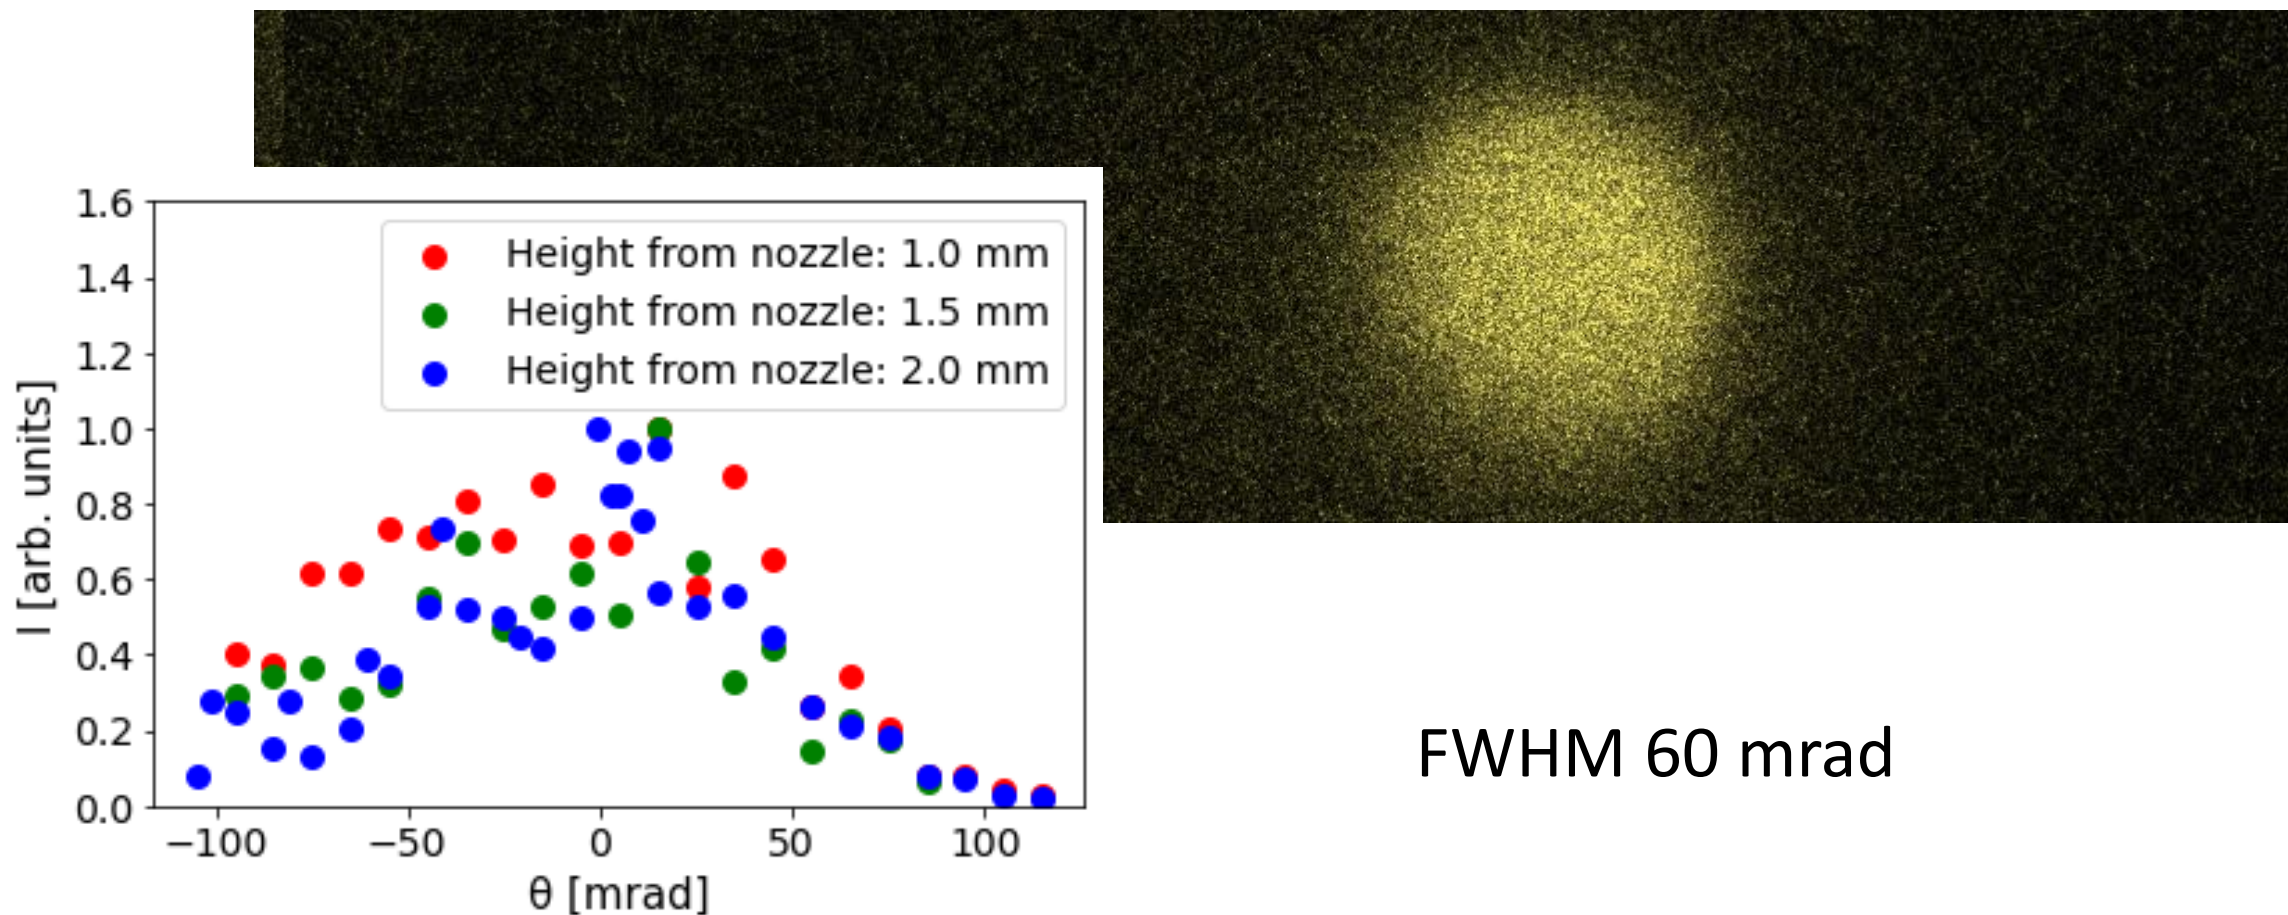 1.6
1.4
1.2
1.0
0.8
0.6
0.4
0.2
0.0
I [arb. units]
Height from nozzle: 1.0 mm
Height from nozzle: 1.5 mm
Height from nozzle: 2.0 mm
−100 −50 0 50 100
θ [mrad]
FWHM 60 mrad